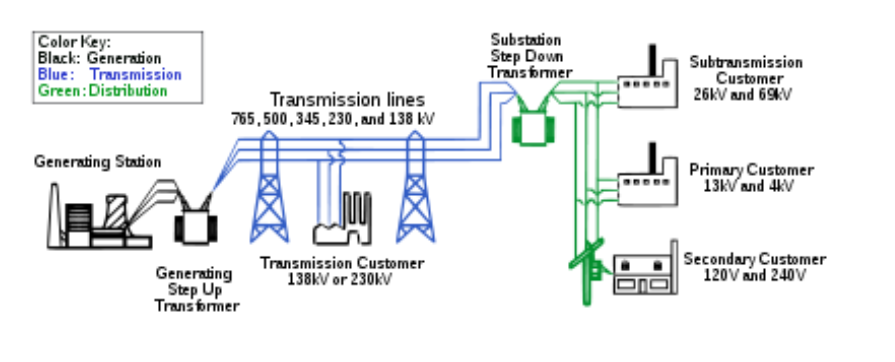 Color Key:
Black: Generation
Blue: Transmission
Green: Distribution
Substation
Step Down
Transformer
Subtransmission
Customer
26kV and 69kV
Transmission lines
765, 500, 345, 230, and 138 kV
Generating Station
Primary Customer
13kV and 4kV
Transmission Customer
138kV or 230kV
Generating
Step Up
Transformer
Secondary Customer
120V and 240V